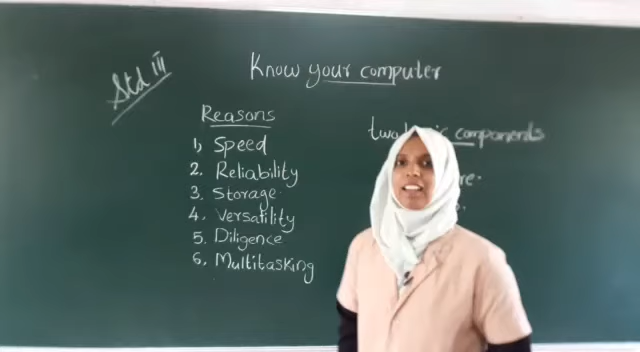 Std III
Know your computer
Reasons
1, Speed
2. Reliability
3. Storage
4. Versatility
5. Diligence
6. Multitasking
two components